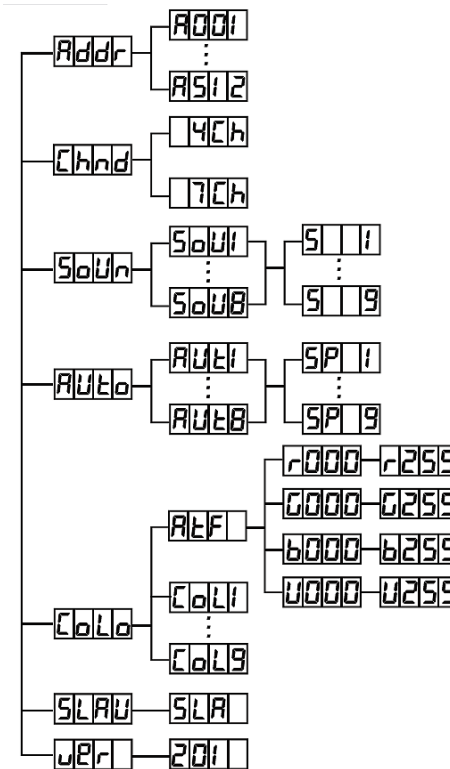 Addr A001
A512
Chnd 4Ch
7Ch
SoUn SoU1 S 1
SoU8 S 9
AUto AUt1 SP 1
AUt8 SP 9
CoLo AtF r000 r255
G000 G255
b000 b255
U000 U255
CoL1
CoL9
SLAU SLA
vEr 201